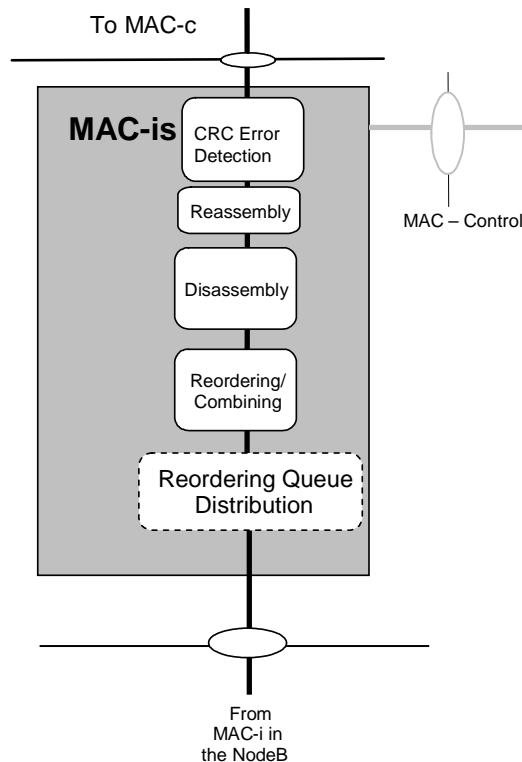 To MAC-c
MAC-is
CRC Error
Detection
Reassembly
MAC – Control
Disassembly
Reordering/
Combining
Reordering Queue
Distribution
From
MAC-i in
the NodeB